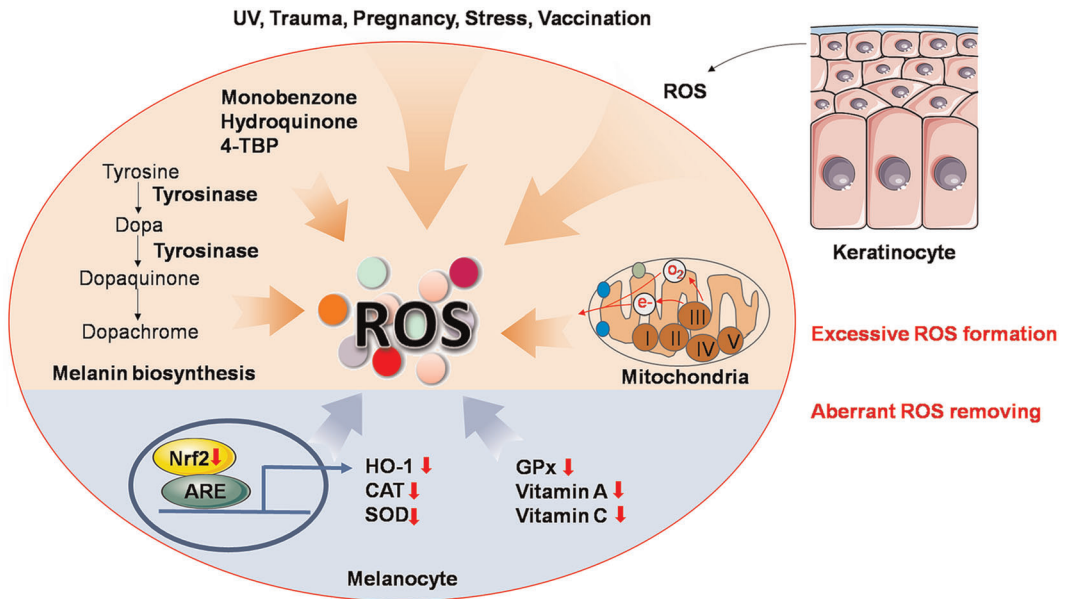 UV, Trauma, Pregnancy, Stress, Vaccination
ROS
Monobenzone
Hydroquinone
4-TBP
Tyrosine
Tyrosinase
Dopa
Tyrosinase
Dopaquinone
Dopachrome
Melanin biosynthesis
ROS
O2
e-
I
II
III
IV
V
Mitochondria
Keratinocyte
Excessive ROS formation
Aberrant ROS removing
Nrf2
ARE
HO-1
CAT
SOD
GPx
Vitamin A
Vitamin C
Melanocyte